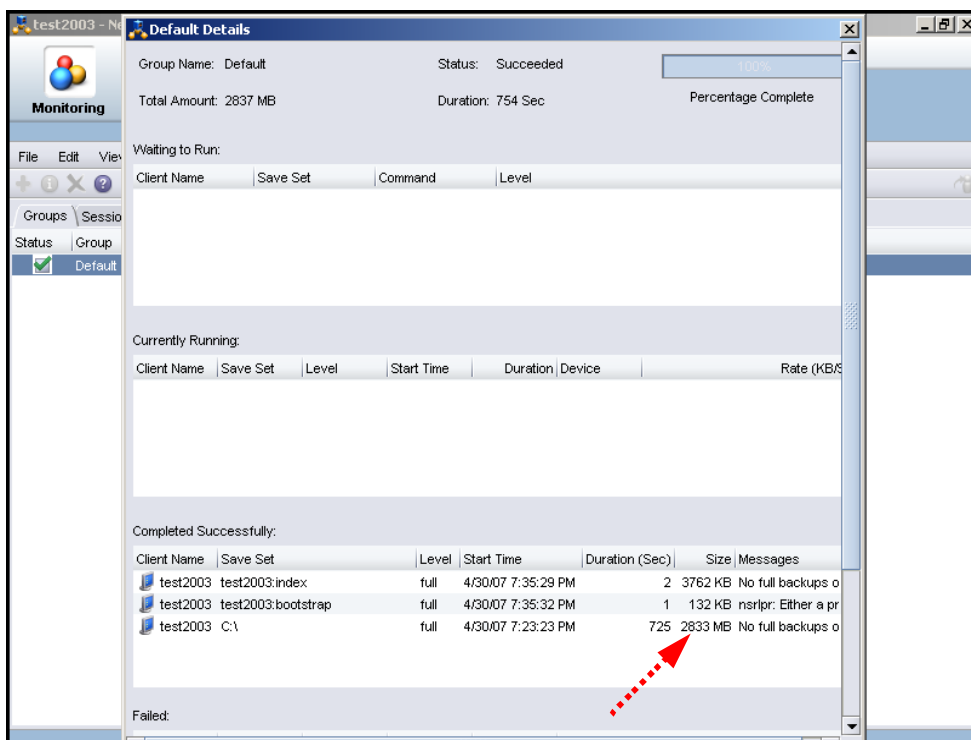 test2003 - Ne
Default Details
Monitoring
Group Name: Default
Status: Succeeded
100%
Total Amount: 2837 MB
Duration: 754 Sec
Percentage Complete
File Edit View
Waiting to Run:
Client Name Save Set Command Level
Groups Sessio
Status Group
Default
Currently Running:
Client Name Save Set Level Start Time Duration Device Rate (KB/S
Completed Successfully:
Client Name Save Set Level Start Time Duration (Sec) Size Messages
test2003 test2003:index full 4/30/07 7:35:29 PM 2 3762 KB No full backups o
test2003 test2003:bootstrap full 4/30/07 7:35:32 PM 1 132 KB nsrlpr: Either a pr
test2003 C:\ full 4/30/07 7:23:23 PM 725 2833 MB No full backups o
Failed: